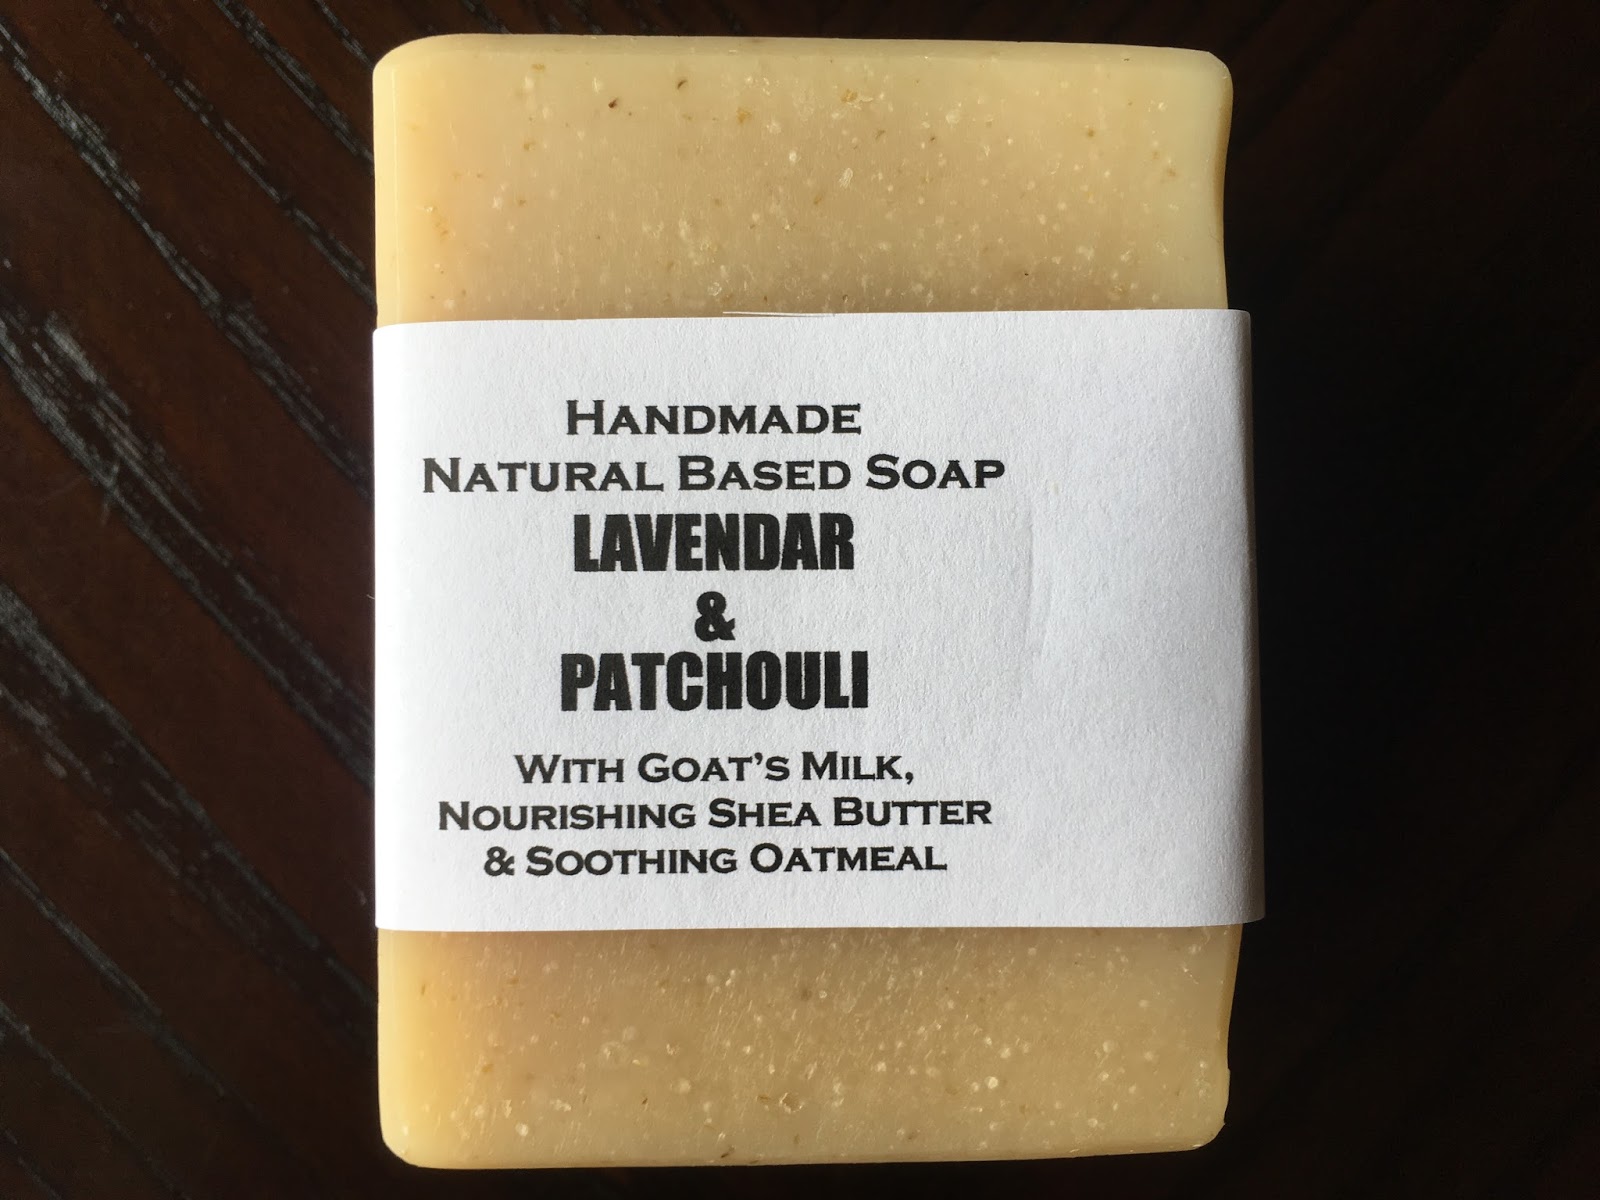 Handmade
Natural Based Soap
LAVENDAR
&
PATCHOULI
With Goat's Milk,
Nourishing Shea Butter
& Soothing Oatmeal